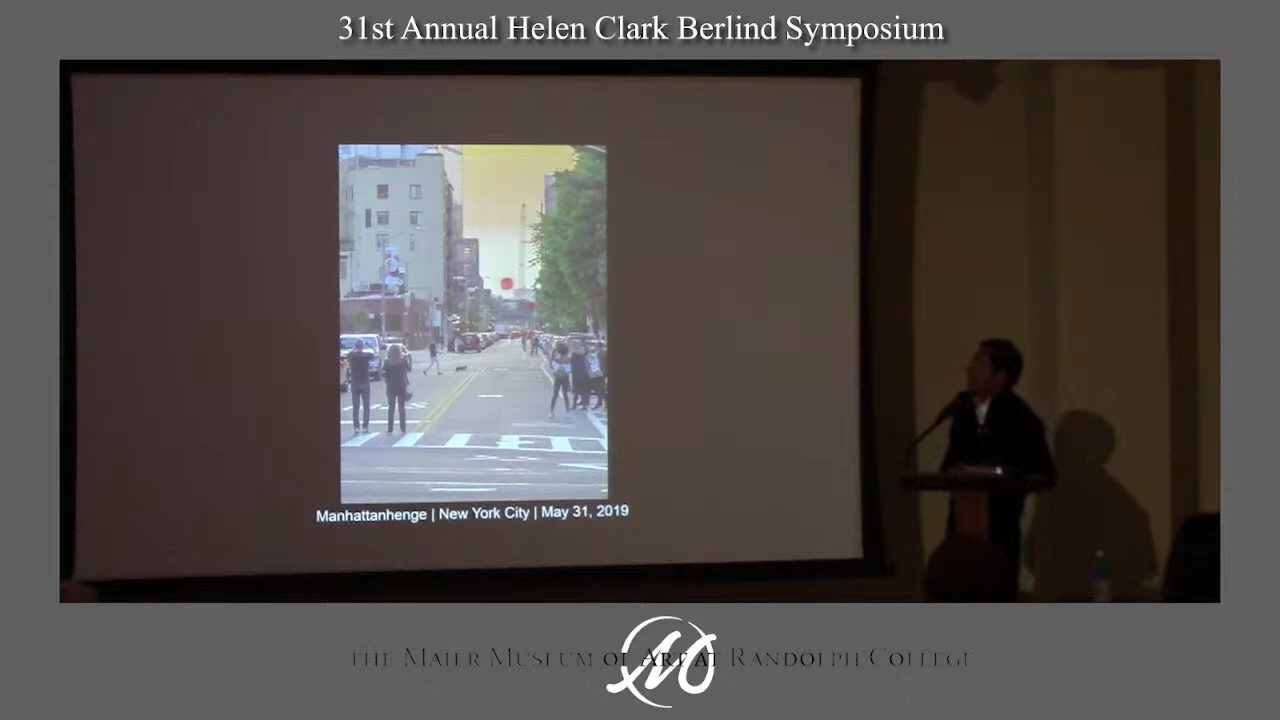 31st Annual Helen Clark Berlind Symposium
Manhattanhenge | New York City | May 31, 2019
THE MAIER MUSEUM OF ART AT RANDOLPH COLLEGE